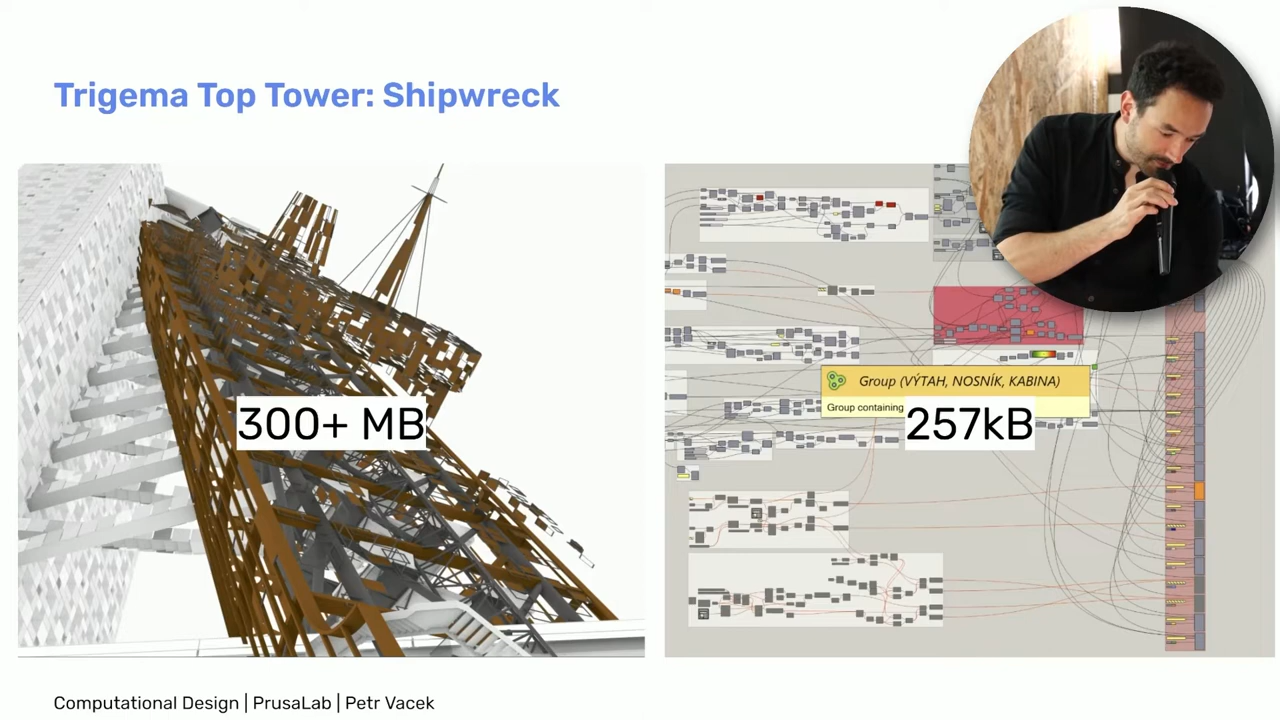 Trigema Top Tower: Shipwreck
300+ MB
Group (VÝTAH, NOSNÍK, KABINA)
Group containing
257kB
Computational Design | PrusaLab | Petr Vacek